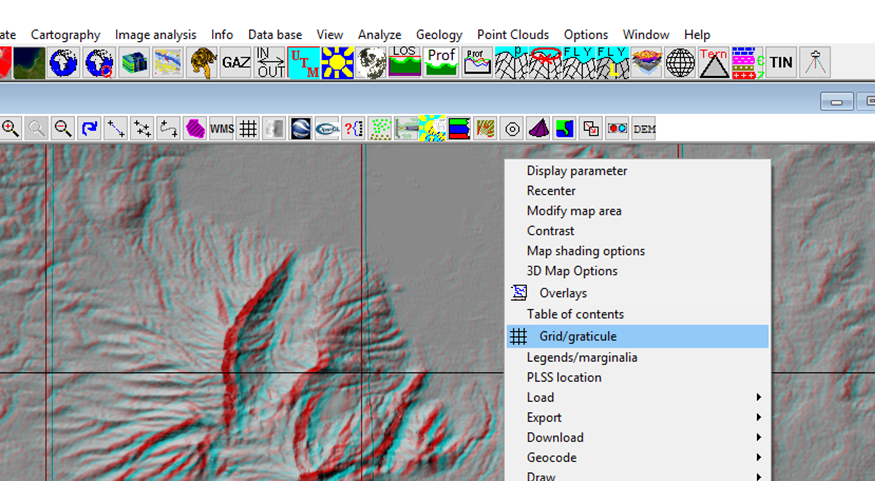 ate Cartography Image analysis Info Data base View Analyze Geology Point Clouds Options Window Help
GAZ IN OUT UTM LOS Prof Prof P FLY FLY L Tern TIN
WMS ?{ DEM
Display parameter
Recenter
Modify map area
Contrast
Map shading options
3D Map Options
Overlays
Table of contents
Grid/graticule
Legends/marginalia
PLSS location
Load
Export
Download
Geocode
Draw